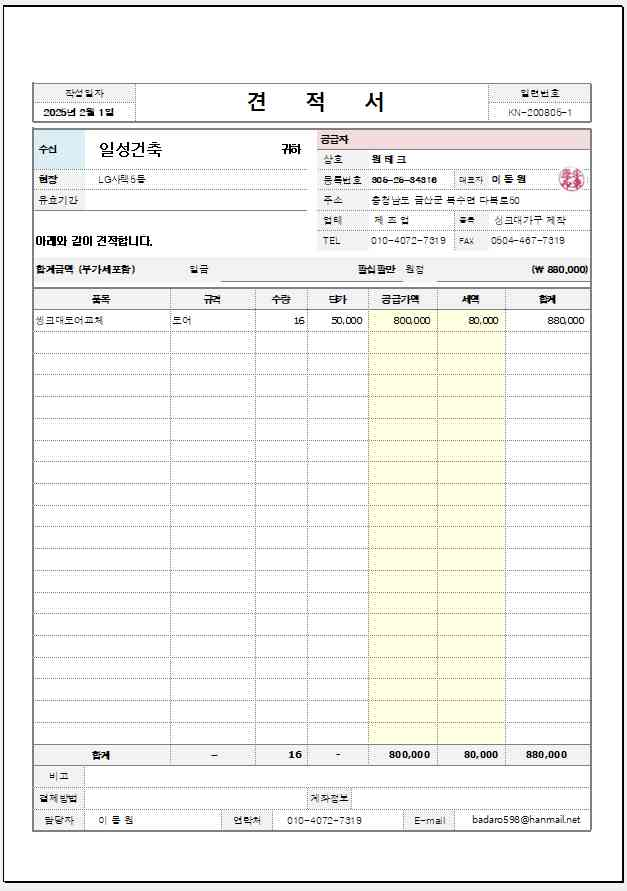 작성일자
2025년 2월 1일
견 적 서
일련번호
KN-200805-1
수신 일성건축 귀하
현장 LG사택5동
유효기간
아래와 같이 견적합니다.
공급자
상호 원테크
등록번호 305-25-84316 대표자 이동원
주소 충청남도 금산군 복수면 다복로50
업태 제조업 종목 싱크대가구 제작
TEL 010-4072-7319 FAX 0504-467-7319
합계금액 (부가세포함) 일금 팔십팔만 원정 (₩ 880,000)
품목 규격 수량 단가 공급가액 세액 합계
씽크대도어교체 도어 16 50,000 800,000 80,000 880,000
합계 - 16 - 800,000 80,000 880,000
비고
결제방법 계좌정보
담당자 이동원 연락처 010-4072-7319 E-mail badaro598@hanmail.net